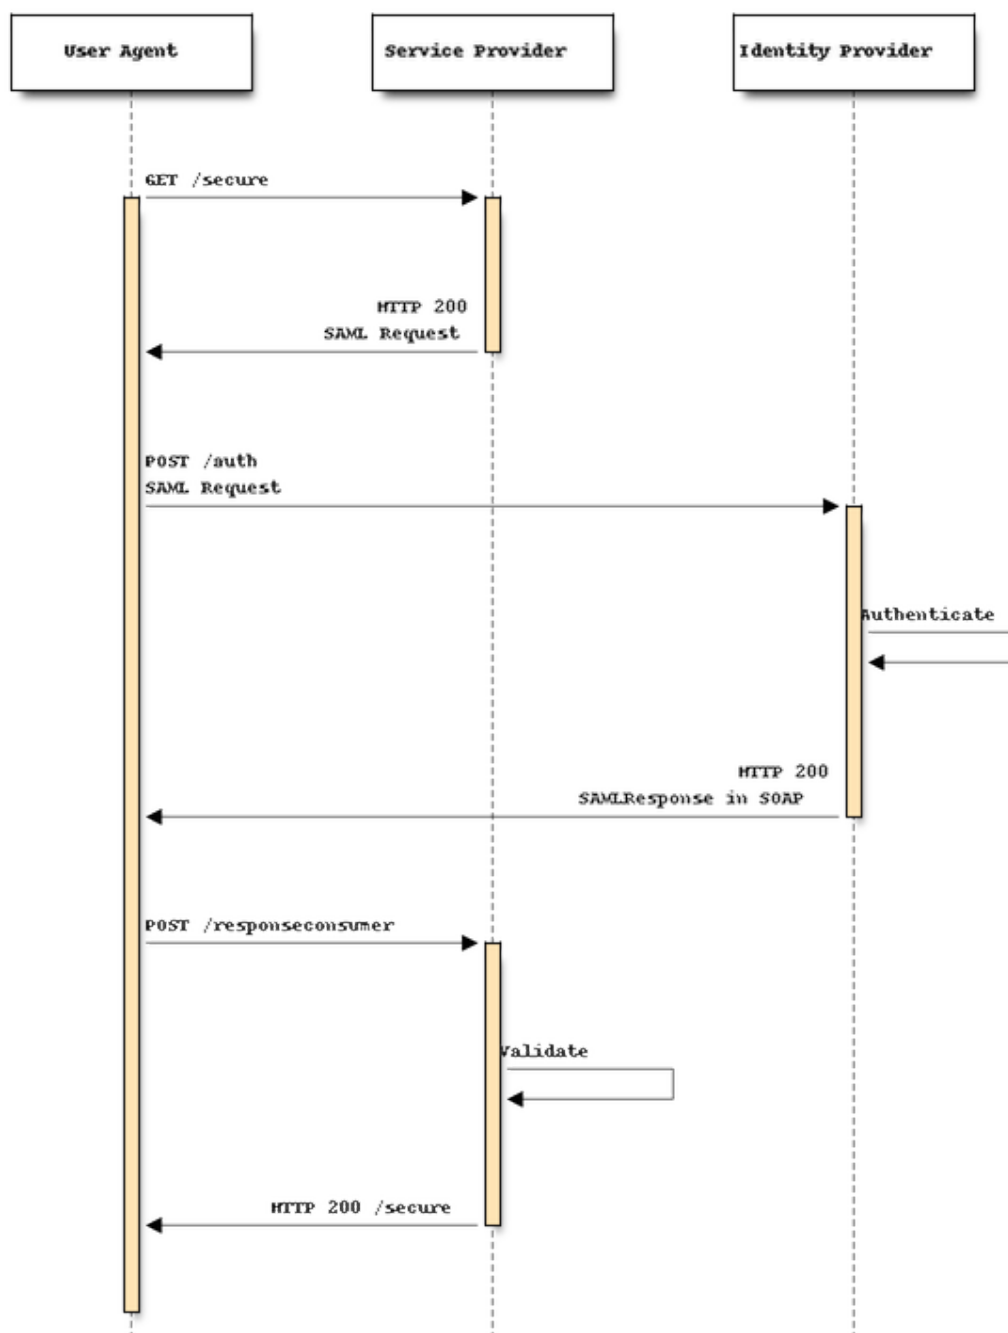 User Agent
Service Provider
Identity Provider
GET /secure
HTTP 200
SAML Request
POST /auth
SAML Request
Authenticate
HTTP 200
SAMLResponse in SOAP
POST /responseconsumer
Validate
HTTP 200 /secure